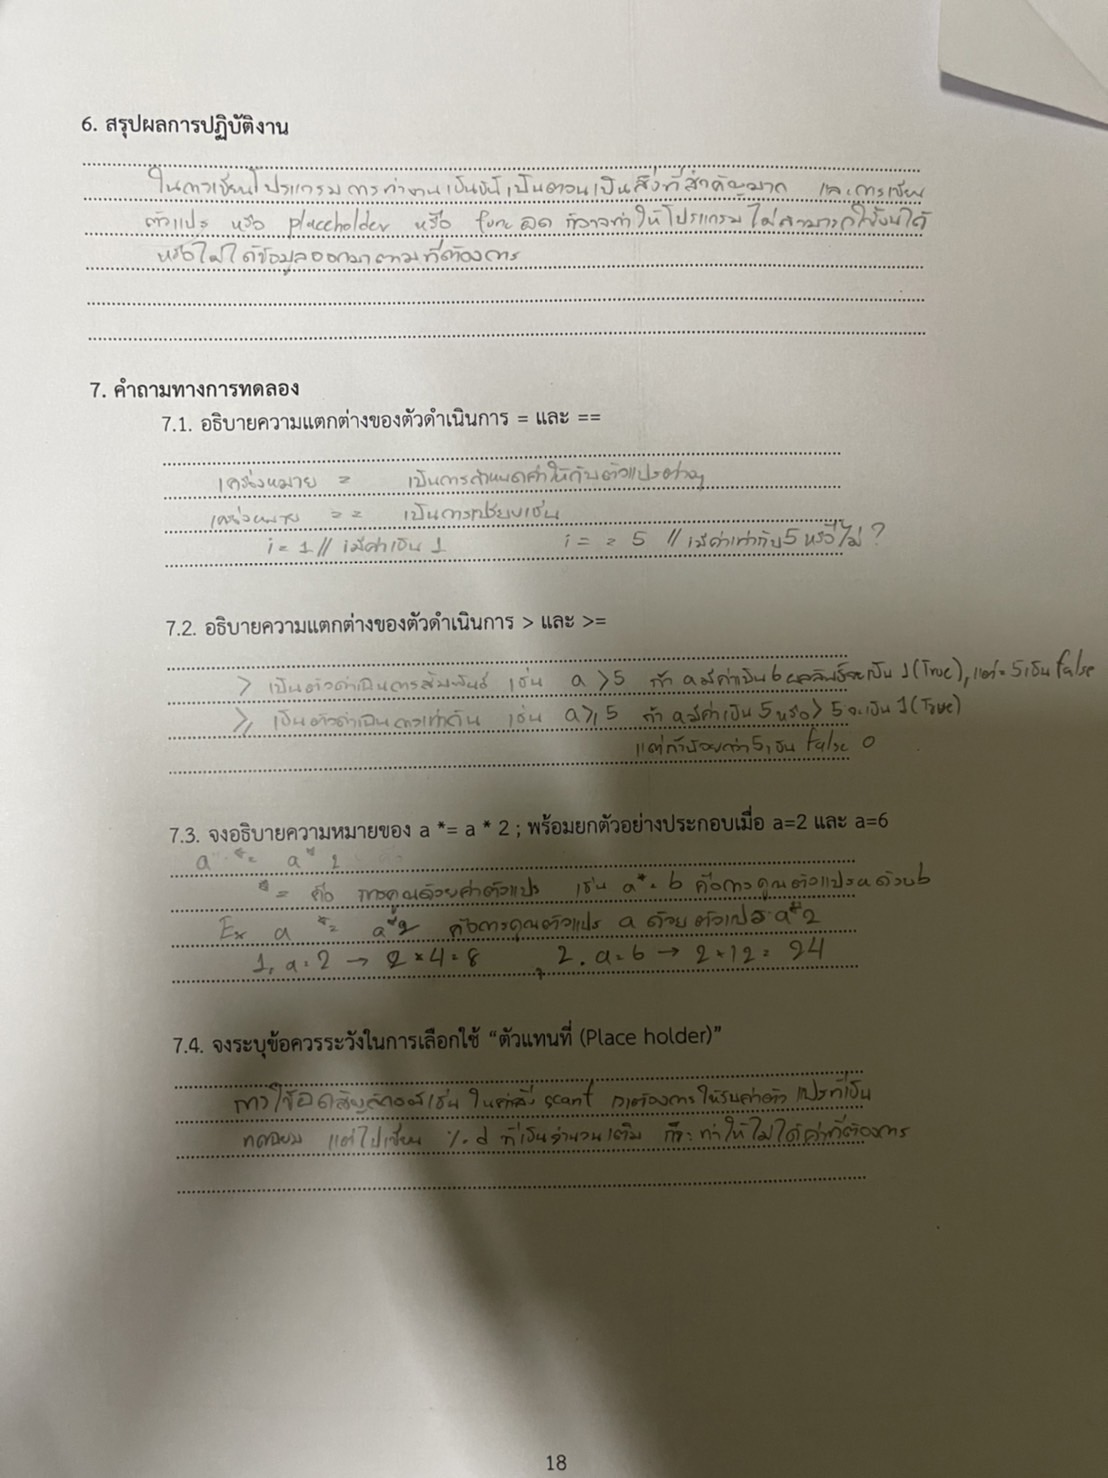 6. สรุปผลการปฏิบัติงาน
ในการเขียนโปรแกรม การทำงานเป็นขั้นเป็นตอนเป็นสิ่งที่สำคัญมาก และการเขียน
ตัวแปร หรือ placeholder หรือ ผิด ก็อาจทำให้โปรแกรมไม่สามารถใช้งานได้
หรือไม่ได้ข้อมูลออกมาตามที่ต้องการ
7. คำถามทางการทดลอง
7.1. อธิบายความแตกต่างของตัวดำเนินการ = และ ==
เครื่องหมาย = เป็นการกำหนดค่าให้กับตัวแปรต่างๆ
เครื่องหมาย == เป็นการเปรียบเช่น
i = 1 // i มีค่าเป็น 1 i == 5 // i มีค่าเท่ากับ 5 หรือไม่ ?
7.2. อธิบายความแตกต่างของตัวดำเนินการ > และ >=
> เป็นตัวดำเนินการสัมพันธ์ เช่น a > 5 ถ้า a มีค่าเป็น 6 ผลลัพธ์จะเป็น 1 (True), แต่ = 5 เป็น false
>, เป็นตัวดำเนินการเท่ากัน เช่น a >, 5 ถ้า a มีค่าเป็น 5 หรือ > 5 จะเป็น 1 (True)
แต่ถ้าน้อยกว่า 5 เป็น false 0
7.3. จงอธิบายความหมายของ a *= a * 2 ; พร้อมยกตัวอย่างประกอบเมื่อ a=2 และ a=6
a *= a * 2
*= คือ การคูณด้วยค่าตัวแปร เช่น a *= b คือการคูณตัวแปร a ด้วย b
Ex a *= a*2 คือการคูณตัวแปร a ด้วย ตัวแปร a*2
1. a = 2 → 2 * 4 = 8 , 2. a = 6 → 2 * 12 = 24
7.4. จงระบุข้อควรระวังในการเลือกใช้ “ตัวแทนที่ (Place holder)”
การใช้ผิดสัญลักษณ์เช่น ในคำสั่ง scanf เราต้องการให้รับค่าตัวแปรที่เป็น
ทศนิยม แต่ไปเขียน %d ที่เป็นจำนวนเต็ม ก็จะทำให้ไม่ได้ค่าที่ต้องการ
18